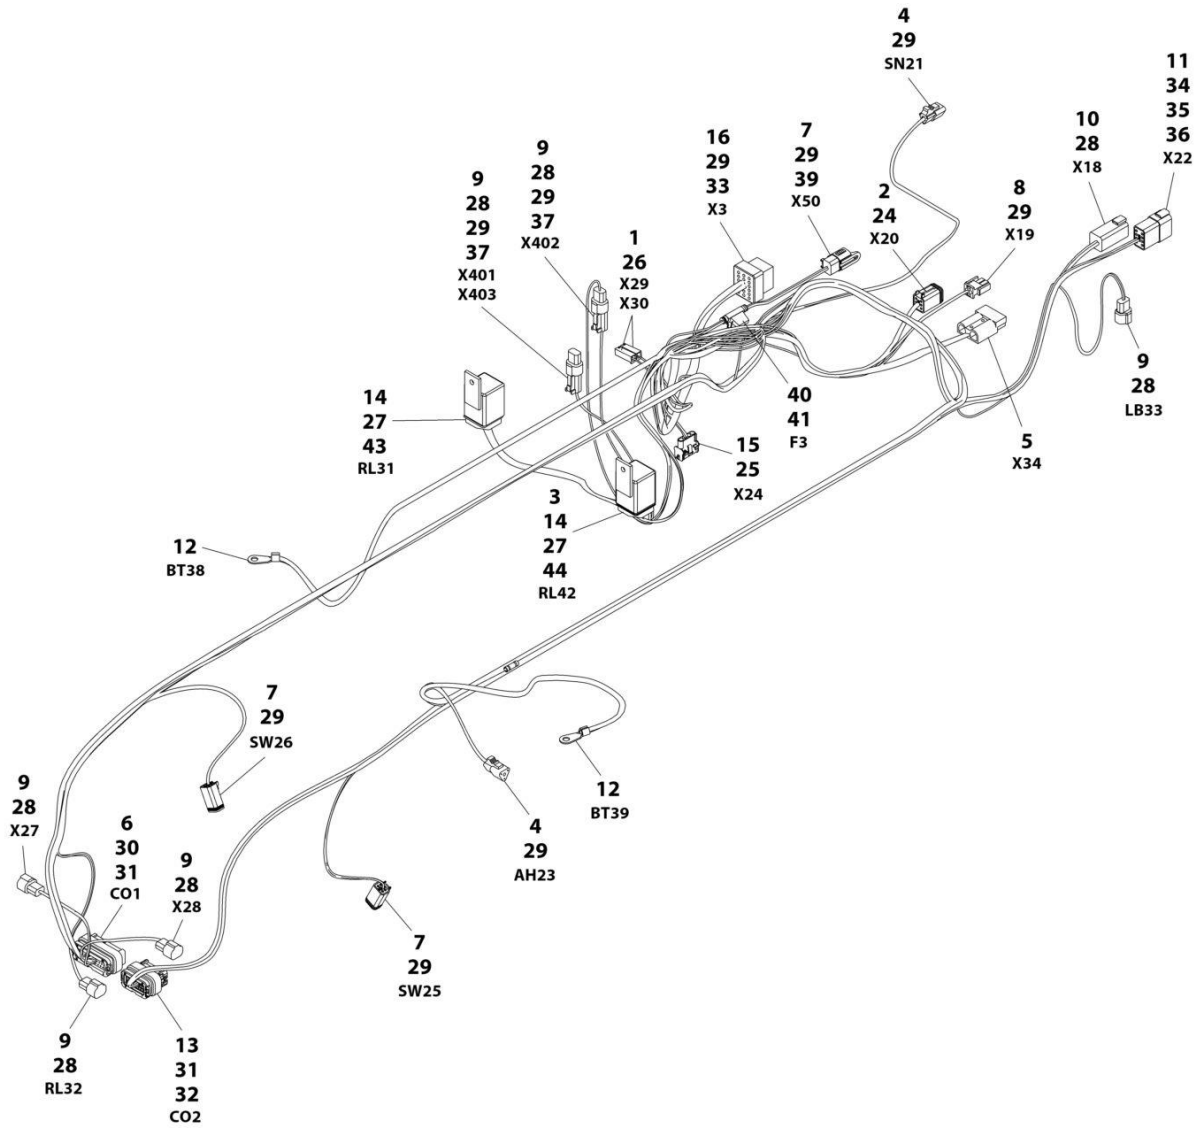 4
29
SN21
11
34
35
36
X22
10
28
X18
16
29
33
X3
7
29
39
X50
9
28
29
37
X402
9
28
29
37
X401
X403
2
24
X20
8
29
X19
1
26
X29
X30
9
28
LB33
14
27
43
RL31
40
41
F3
5
X34
15
25
X24
3
14
27
44
RL42
12
BT38
7
29
SW26
12
BT39
9
28
X27
6
30
31
CO1
9
28
X28
4
29
AH23
7
29
SW25
9
28
RL32
13
31
32
CO2